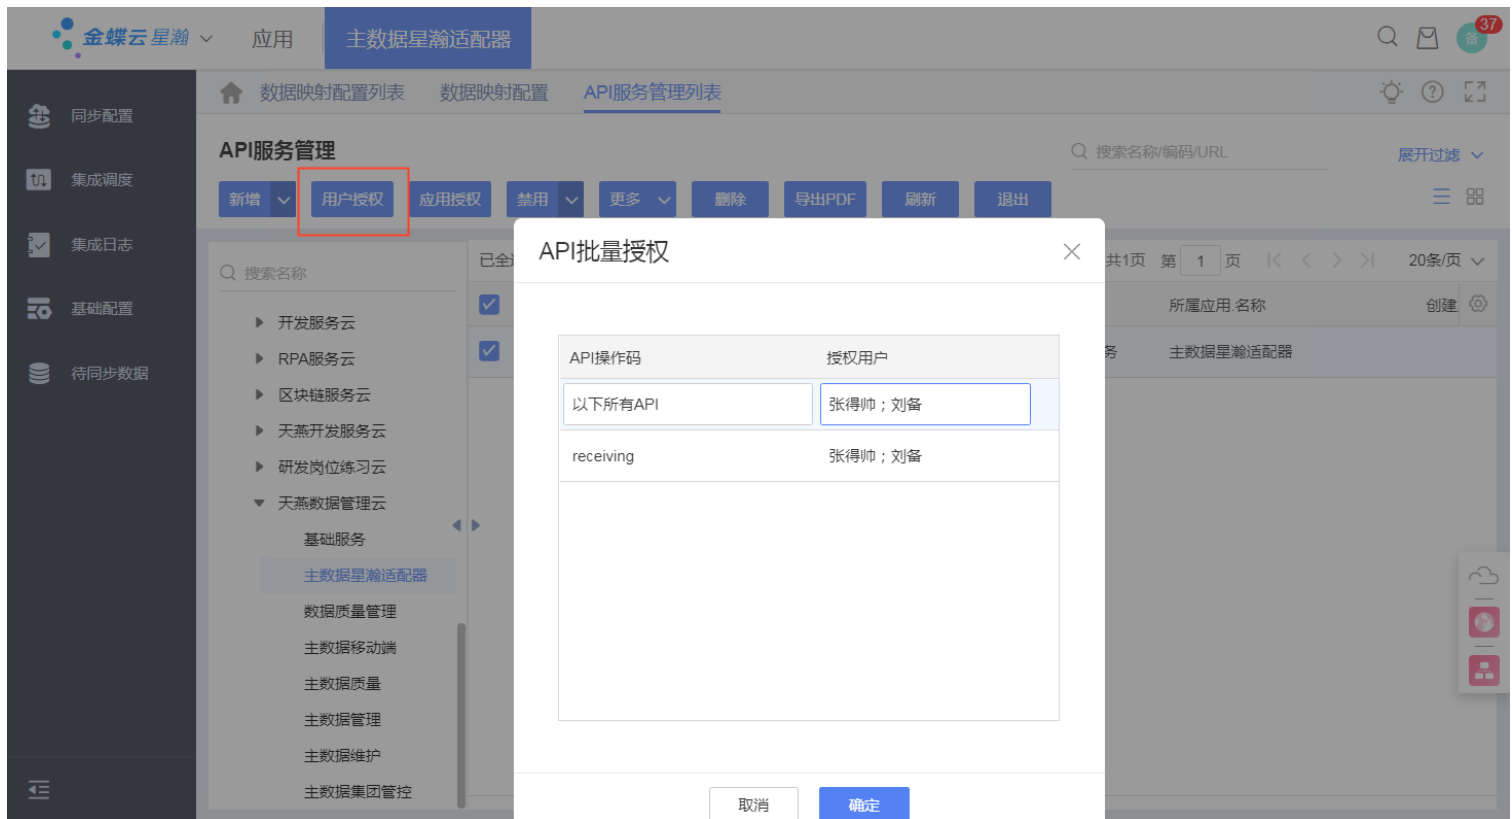 金蝶云 星瀚 应用 主数据星瀚适配器 备 37
数据映射配置列表 数据映射配置 API服务管理列表
同步配置
集成调度
集成日志
基础配置
待同步数据
API服务管理 搜索名称/编码/URL 展开过滤
新增 用户授权 应用授权 禁用 更多 删除 导出PDF 刷新 退出
搜索名称
开发服务云
RPA服务云
区块链服务云
天燕开发服务云
研发岗位练习云
天燕数据管理云
基础服务
主数据星瀚适配器
数据质量管理
主数据移动端
主数据质量
主数据管理
主数据维护
主数据集团管控
已全 共1页 第 1 页 20条/页
所属应用.名称 创建
务 主数据星瀚适配器
API批量授权
API操作码 授权用户
以下所有API 张得帅；刘备
receiving 张得帅；刘备
取消 确定